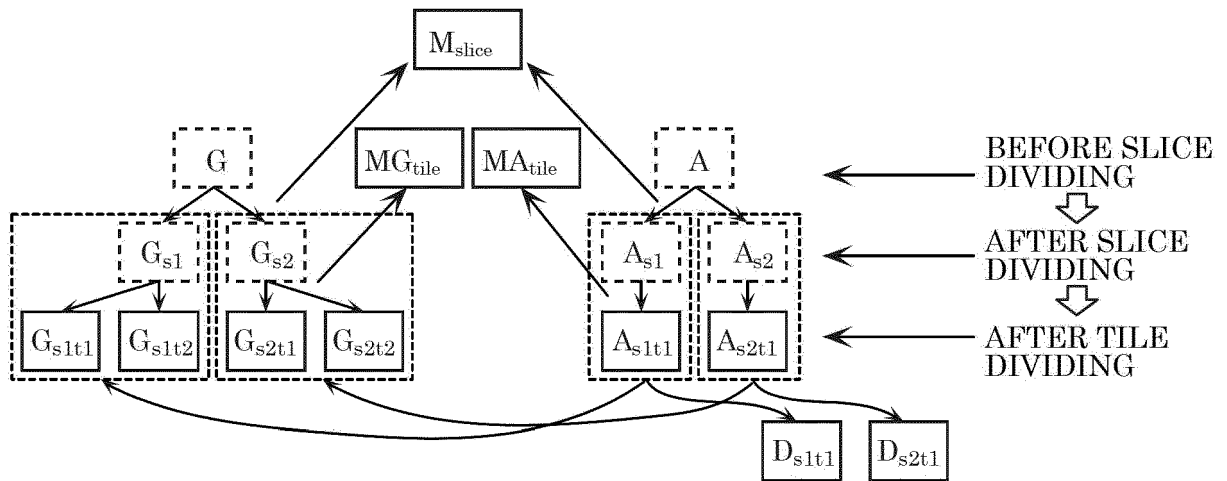 M_slice
G
MG_tile
MA_tile
A
BEFORE SLICE
DIVIDING
G_s1
G_s2
A_s1
A_s2
AFTER SLICE
DIVIDING
G_s1t1
G_s1t2
G_s2t1
G_s2t2
A_s1t1
A_s2t1
AFTER TILE
DIVIDING
D_s1t1
D_s2t1